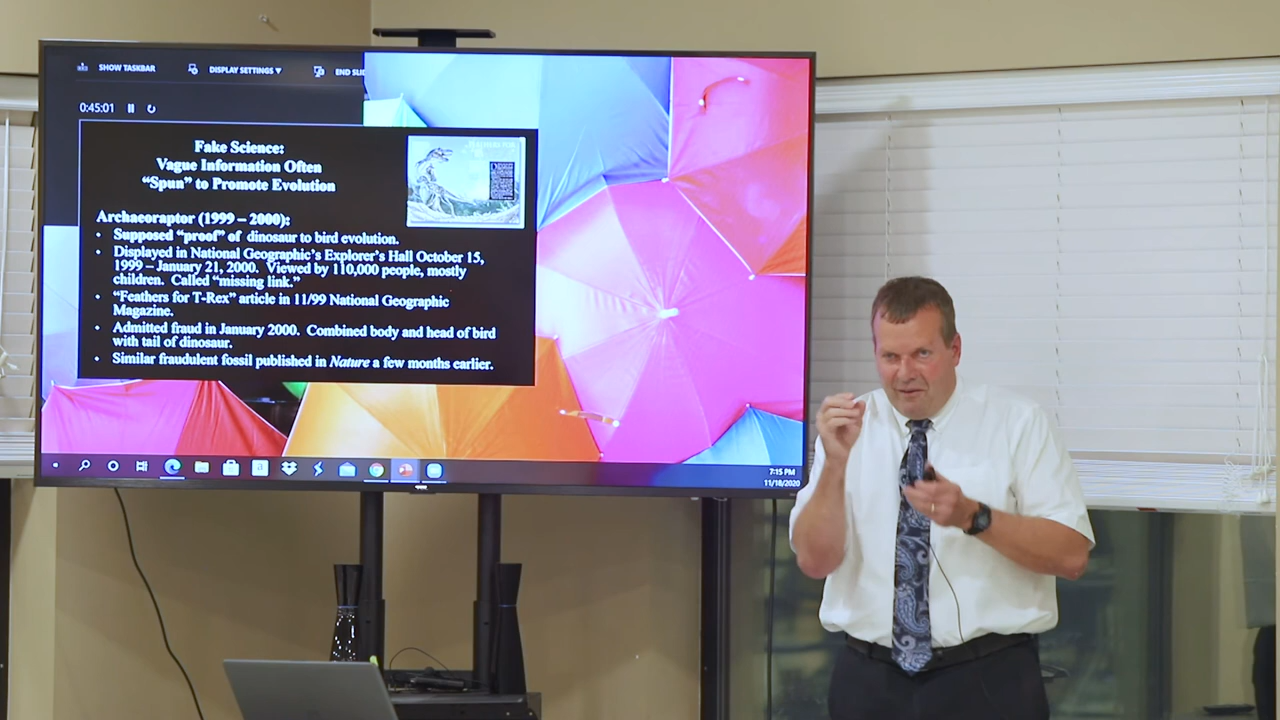 SHOW TASKBAR
DISPLAY SETTINGS ▼
END SLI
0:45:01
Fake Science:
Vague Information Often
“Spun” to Promote Evolution
Archaeoraptor (1999 – 2000):
• Supposed “proof” of dinosaur to bird evolution.
• Displayed in National Geographic’s Explorer’s Hall October 15,
1999 – January 21, 2000. Viewed by 110,000 people, mostly
children. Called “missing link.”
• “Feathers for T-Rex” article in 11/99 National Geographic
Magazine.
• Admitted fraud in January 2000. Combined body and head of bird
with tail of dinosaur.
• Similar fraudulent fossil published in Nature a few months earlier.
7:15 PM
11/18/2020